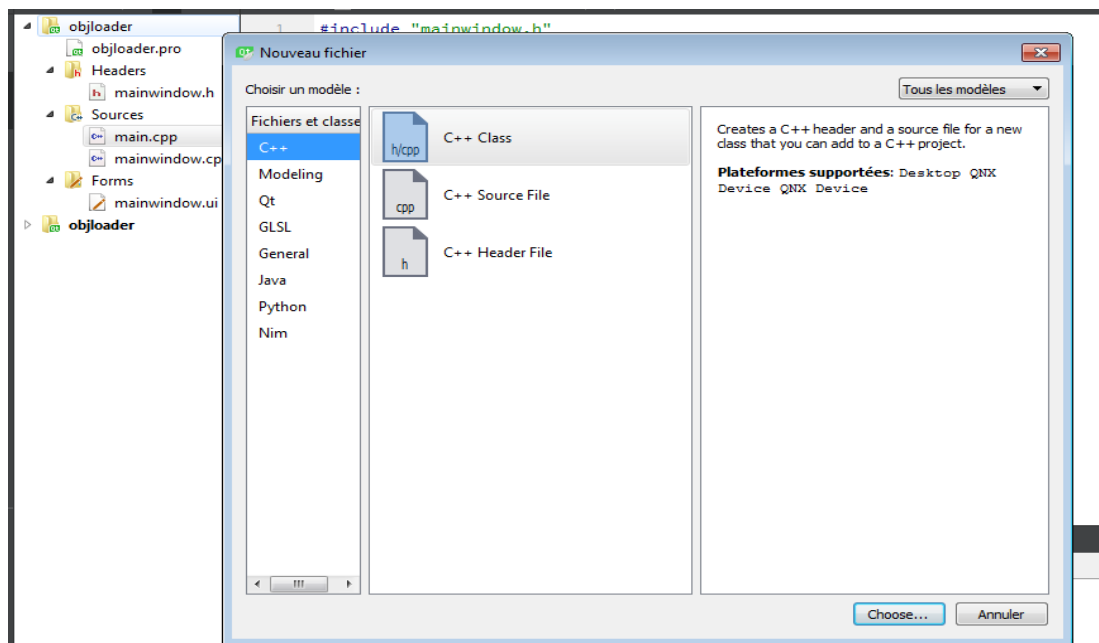 objloader
objloader.pro
Headers
mainwindow.h
Sources
main.cpp
mainwindow.cp
Forms
mainwindow.ui
objloader
1 #include "mainwindow.h"
Nouveau fichier
Choisir un modèle :
Tous les modèles
Fichiers et classe
C++
Modeling
Qt
GLSL
General
Java
Python
Nim
h/cpp
C++ Class
cpp
C++ Source File
h
C++ Header File
Creates a C++ header and a source file for a new
class that you can add to a C++ project.
Plateformes supportées: Desktop QNX
Device QNX Device
Choose...
Annuler